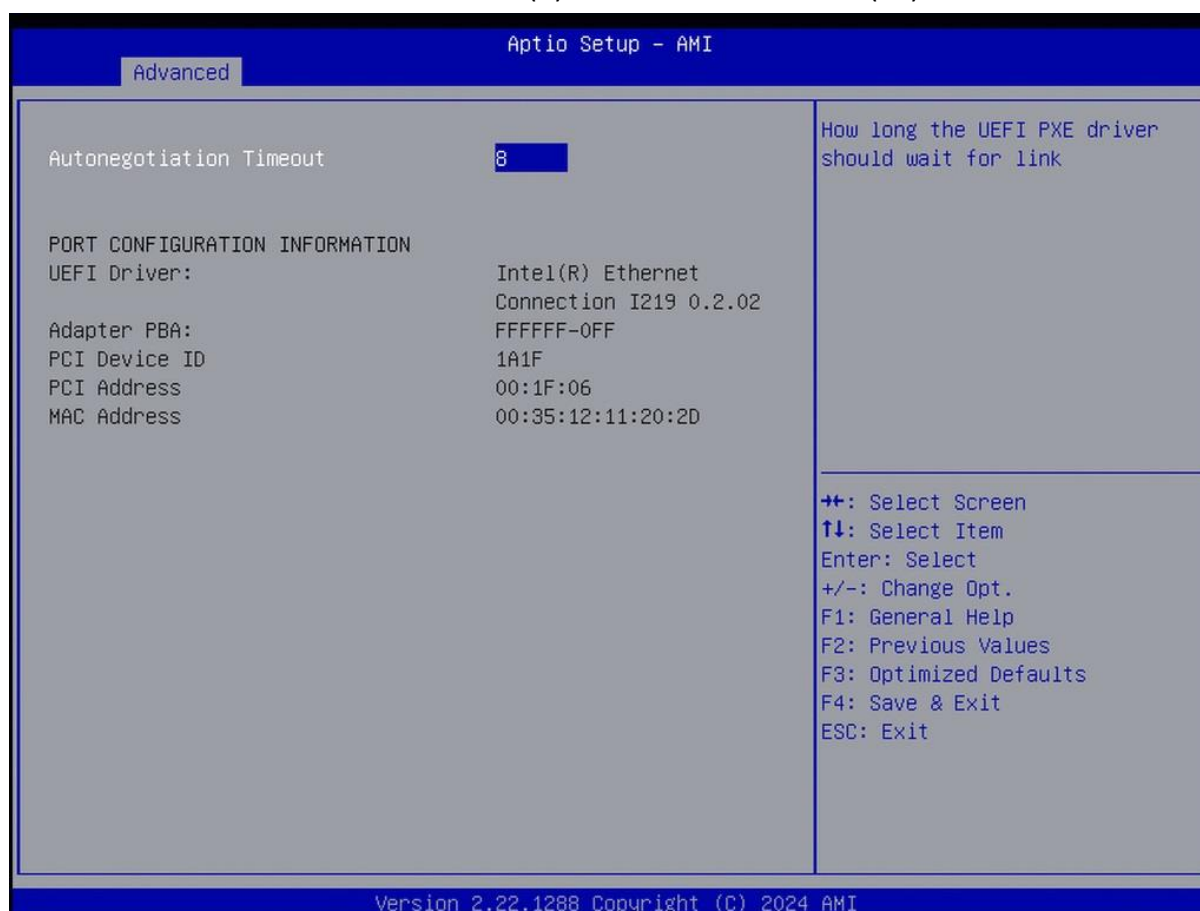 Aptio Setup – AMI
Advanced
Autonegotiation Timeout 8
PORT CONFIGURATION INFORMATION
UEFI Driver: Intel(R) Ethernet
Connection I219 0.2.02
Adapter PBA: FFFFFF-0FF
PCI Device ID 1A1F
PCI Address 00:1F:06
MAC Address 00:35:12:11:20:2D
How long the UEFI PXE driver
should wait for link
→←: Select Screen
↑↓: Select Item
Enter: Select
+/-: Change Opt.
F1: General Help
F2: Previous Values
F3: Optimized Defaults
F4: Save & Exit
ESC: Exit
Version 2.22.1288 Copyright (C) 2024 AMI